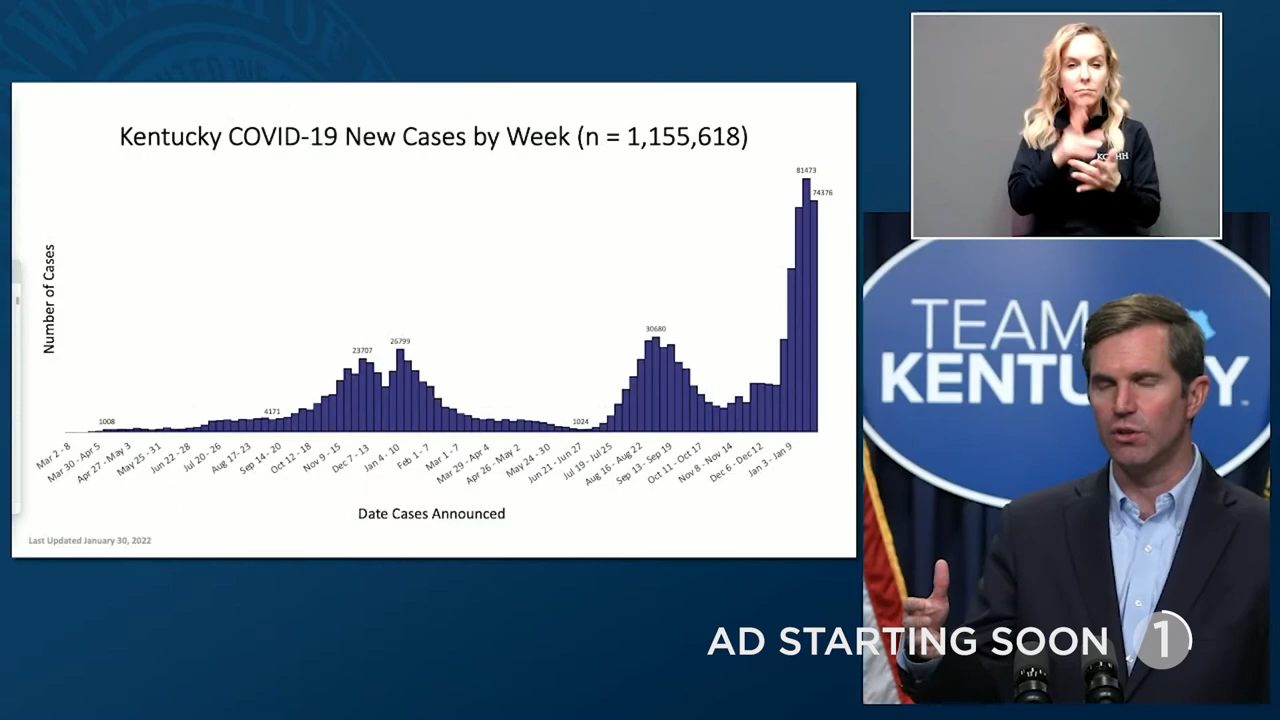 Kentucky COVID-19 New Cases by Week (n = 1,155,618)
81473
74376
30680
26799
23707
4171
1008
1024
Number of Cases
Mar 2 - 8
Mar 30 - Apr 5
Apr 27 - May 3
May 25 - 31
Jun 22 - 28
Jul 20 - 26
Aug 17- 23
Sep 14 - 20
Oct 12 - 18
Nov 9 - 15
Dec 7 - 13
Jan 4 - 10
Feb 1 - 7
Mar 1 - 7
Mar 29 - Apr 4
Apr 26 - May 2
May 24 - 30
Jun 21 - Jun 27
Jul 19 - Jul 25
Aug 16 - Aug 22
Sep 13 - Sep 19
Oct 11 - Oct 17
Nov 8 - Nov 14
Dec 6 - Dec 12
Jan 3 - Jan 9
Date Cases Announced
Last Updated January 30, 2022
TEAM
AD STARTING SOON 1